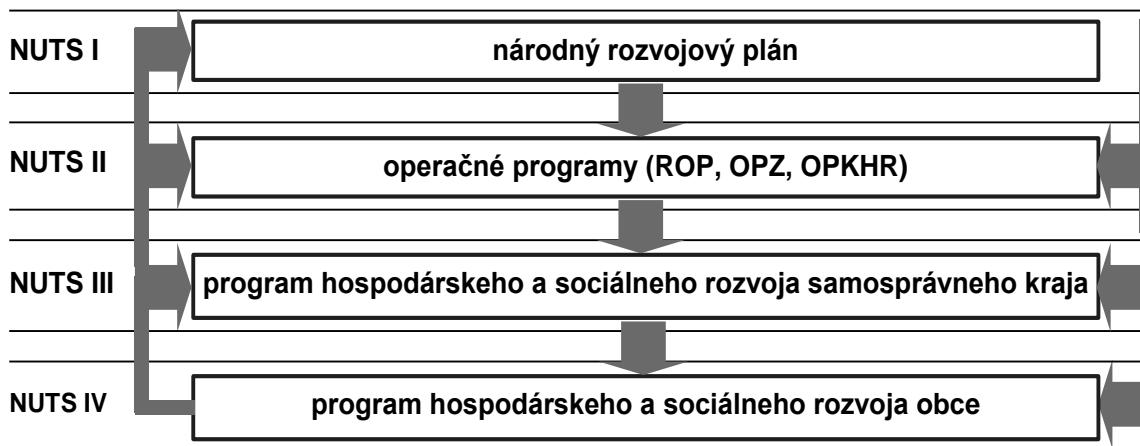 NUTS I
národný rozvojový plán
NUTS II
operačné programy (ROP, OPZ, OPKHR)
NUTS III
program hospodárskeho a sociálneho rozvoja samosprávneho kraja
NUTS IV
program hospodárskeho a sociálneho rozvoja obce